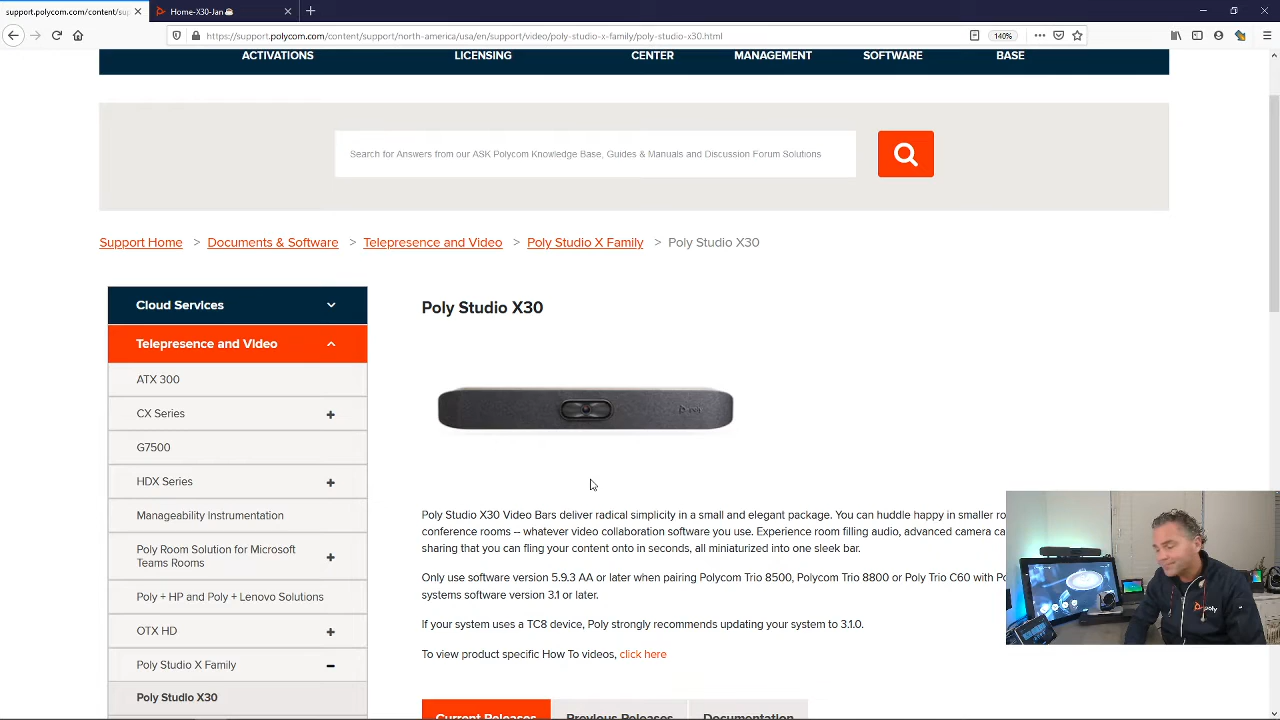 support.polycom.com/content/sup
Home-X30-Jan
https://support.polycom.com/content/support/north-america/usa/en/support/video/poly-studio-x-family/poly-studio-x30.html
140%
ACTIVATIONS
LICENSING
CENTER
MANAGEMENT
SOFTWARE
BASE
Search for Answers from our ASK Polycom Knowledge Base, Guides & Manuals and Discussion Forum Solutions
Support Home > Documents & Software > Telepresence and Video > Poly Studio X Family > Poly Studio X30
Cloud Services
Telepresence and Video
ATX 300
CX Series
G7500
HDX Series
Manageability Instrumentation
Poly Room Solution for Microsoft
Teams Rooms
Poly + HP and Poly + Lenovo Solutions
OTX HD
Poly Studio X Family
Poly Studio X30
Poly Studio X30
poly
Poly Studio X30 Video Bars deliver radical simplicity in a small and elegant package. You can huddle happy in smaller ro
conference rooms -- whatever video collaboration software you use. Experience room filling audio, advanced camera ca
sharing that you can fling your content onto in seconds, all miniaturized into one sleek bar.
Only use software version 5.9.3 AA or later when pairing Polycom Trio 8500, Polycom Trio 8800 or Poly Trio C60 with Po
systems software version 3.1 or later.
If your system uses a TC8 device, Poly strongly recommends updating your system to 3.1.0.
To view product specific How To videos, click here
Current Releases
Previous Releases
Documentation
poly